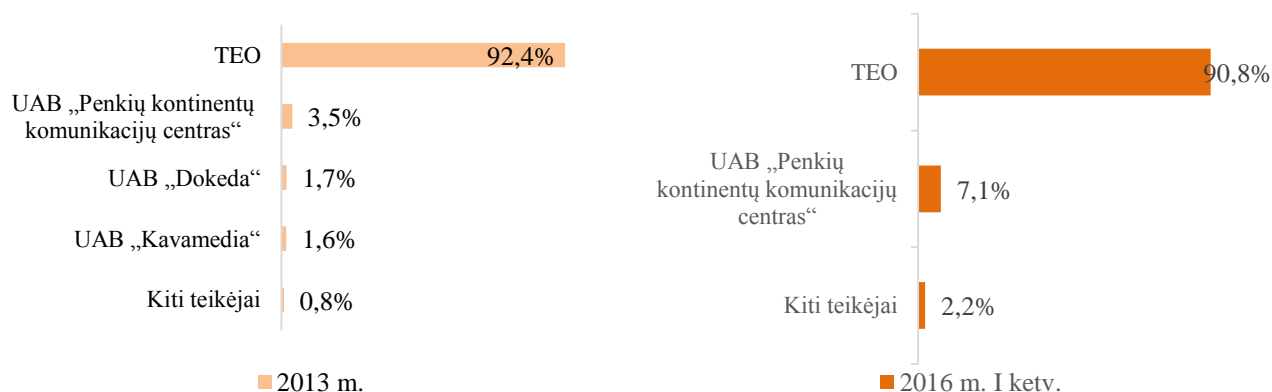 TEO
92,4%
UAB „Penkių kontinentų
komunikacijų centras“
3,5%
UAB „Dokeda“
1,7%
UAB „Kavamedia“
1,6%
Kiti teikėjai
0,8%
2013 m.
TEO
90,8%
UAB „Penkių
kontinentų komunikacijų
centras“
7,1%
Kiti teikėjai
2,2%
2016 m. I ketv.